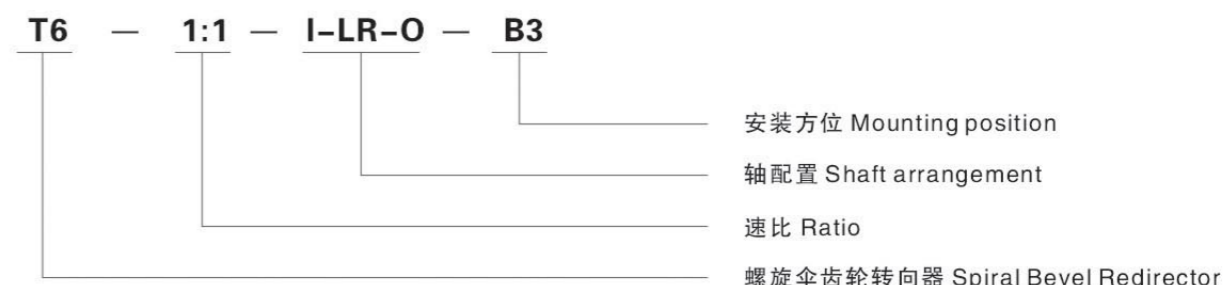 T6 — 1:1 — I-LR-O — B3
安装方位 Mounting position
轴配置 Shaft arrangement
速比 Ratio
螺旋伞齿轮转向器 Spiral Bevel Redirector